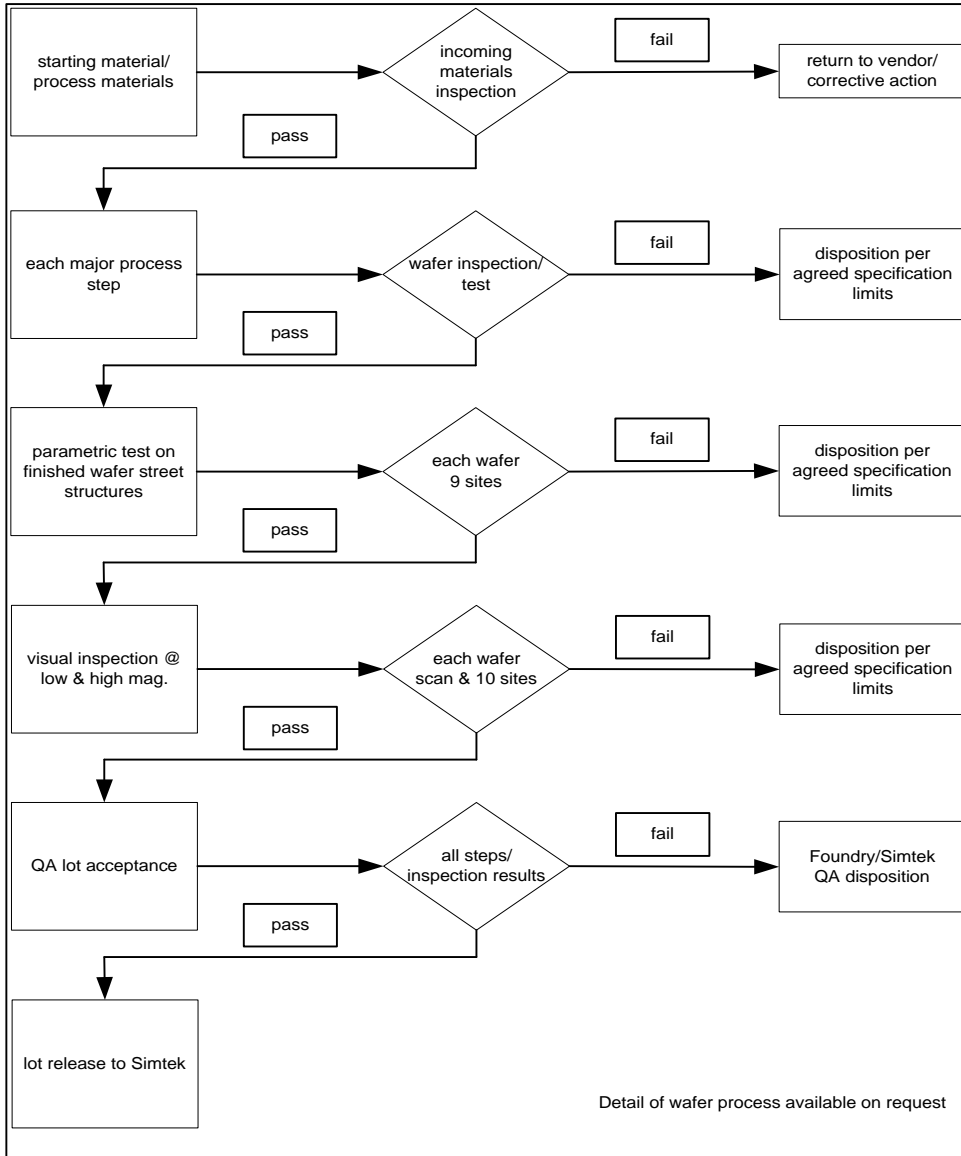 starting material/
process materials
incoming
materials
inspection
fail
return to vendor/
corrective action
pass
each major process
step
wafer inspection/
test
fail
disposition per
agreed specification
limits
pass
parametric test on
finished wafer street
structures
each wafer
9 sites
fail
disposition per
agreed specification
limits
pass
visual inspection @
low & high mag.
each wafer
scan & 10 sites
fail
disposition per
agreed specification
limits
pass
QA lot acceptance
all steps/
inspection results
fail
Foundry/Simtek
QA disposition
pass
lot release to Simtek
Detail of wafer process available on request